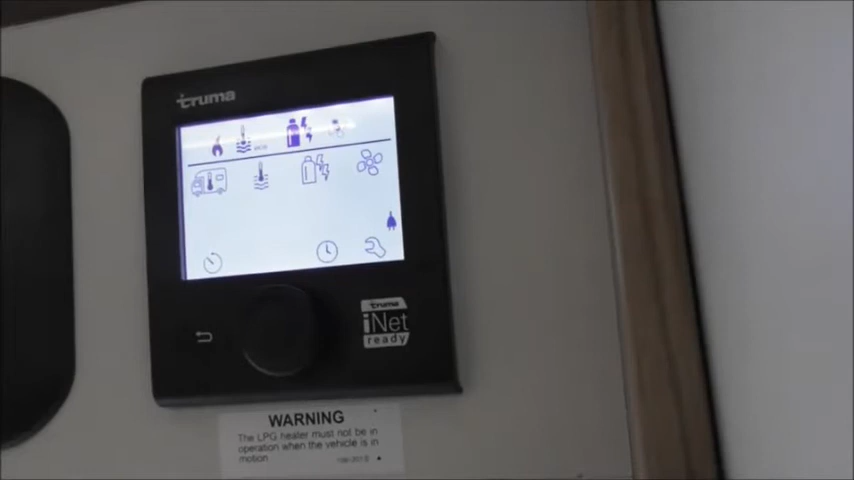 truma
truma
iNet
ready
WARNING
The LPG heater must not be in
operation when the vehicle is in
motion